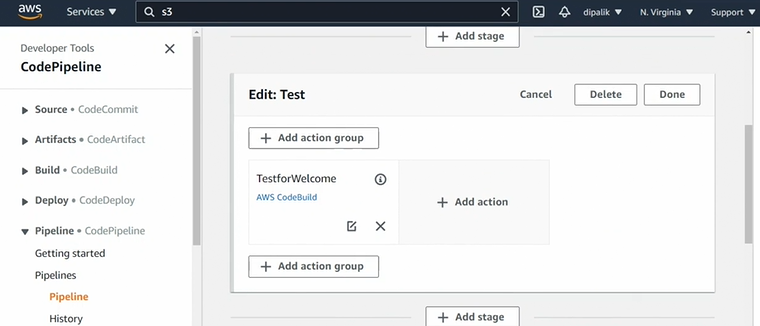 aws
Services ▼
s3
dipalik ▼
N. Virginia ▼
Support ▼
Developer Tools
CodePipeline
Source • CodeCommit
Artifacts • CodeArtifact
Build • CodeBuild
Deploy • CodeDeploy
Pipeline • CodePipeline
Getting started
Pipelines
Pipeline
History
+ Add stage
Edit: Test
Cancel
Delete
Done
+ Add action group
TestforWelcome
AWS CodeBuild
+ Add action
+ Add action group
+ Add stage